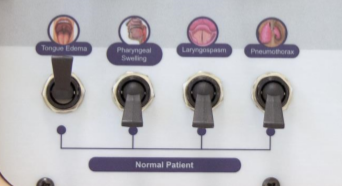 Tongue Edema
Pharyngeal
Swelling
Laryngospasm
Pneumothorax
Normal Patient